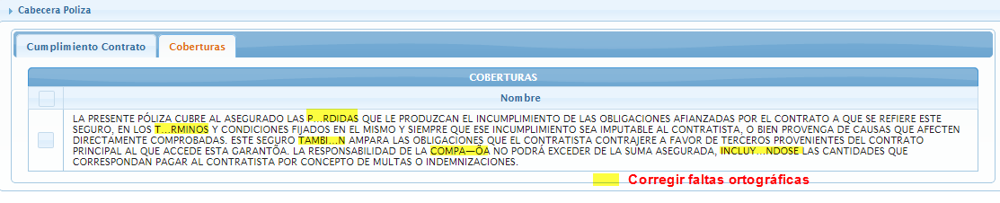 Cabecera Poliza
Cumplimiento Contrato
Coberturas
COBERTURAS
Nombre
LA PRESENTE PÓLIZA CUBRE AL ASEGURADO LAS P...RDIDAS QUE LE PRODUZCAN EL INCUMPLIMIENTO DE LAS OBLIGACIONES AFIANZADAS POR EL CONTRATO A QUE SE REFIERE ESTE
SEGURO, EN LOS T...RMINOS Y CONDICIONES FIJADOS EN EL MISMO Y SIEMPRE QUE ESE INCUMPLIMIENTO SEA IMPUTABLE AL CONTRATISTA, O BIEN PROVENGA DE CAUSAS QUE AFECTEN
DIRECTAMENTE COMPROBADAS. ESTE SEGURO TAMBI...N AMPARA LAS OBLIGACIONES QUE EL CONTRATISTA CONTRAJERE A FAVOR DE TERCEROS PROVENIENTES DEL CONTRATO
PRINCIPAL AL QUE ACCEDE ESTA GARANTÕA. LA RESPONSABILIDAD DE LA COMPA—ÕA NO PODRÁ EXCEDER DE LA SUMA ASEGURADA, INCLUY...NDOSE LAS CANTIDADES QUE
CORRESPONDAN PAGAR AL CONTRATISTA POR CONCEPTO DE MULTAS O INDEMNIZACIONES.
Corregir faltas ortográficas